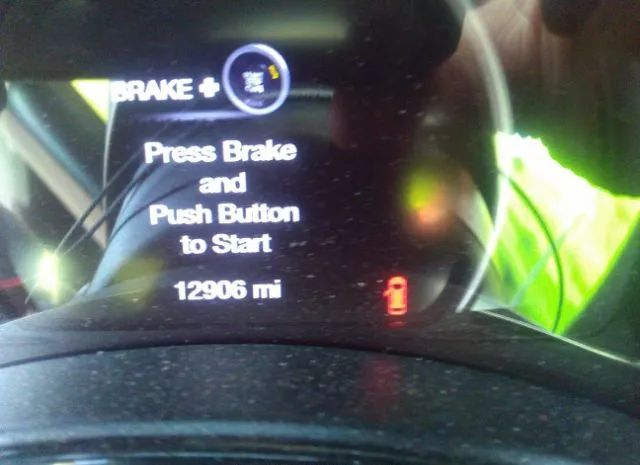 BRAKE +
Press Brake
and
Push Button
to Start
12906 mi